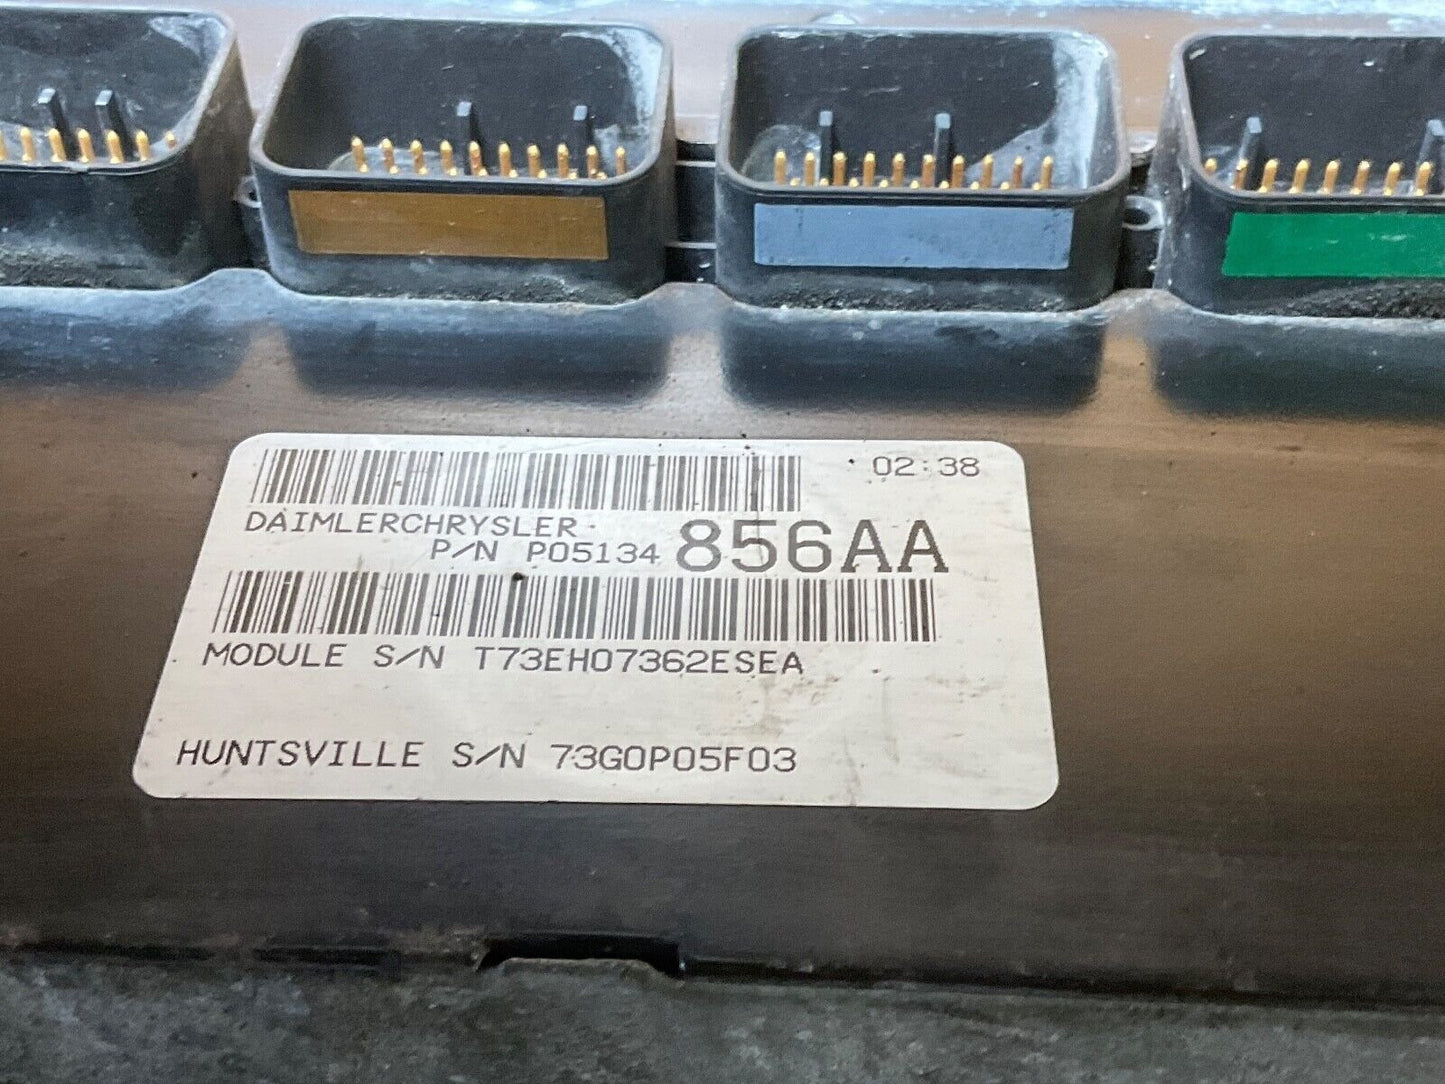 02:38
DAIMLERCHRYSLER
P/N P05134 856AA
MODULE S/N T73EH07362ESEA
HUNTSVILLE S/N 73G0P05F03